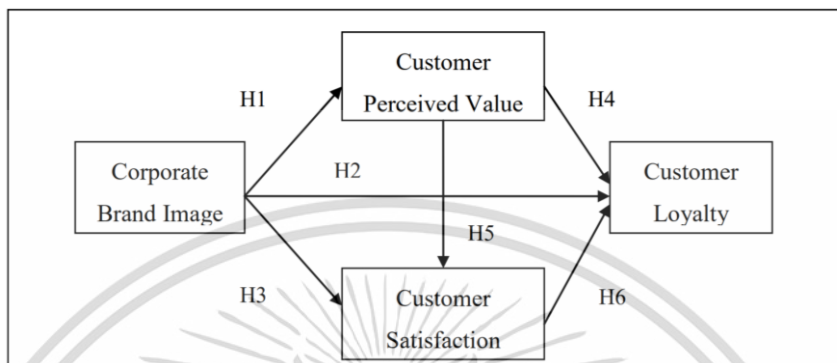 Customer
Perceived Value
H1
H4
Corporate
Brand Image
H2
Customer
Loyalty
H5
H3
Customer
Satisfaction
H6